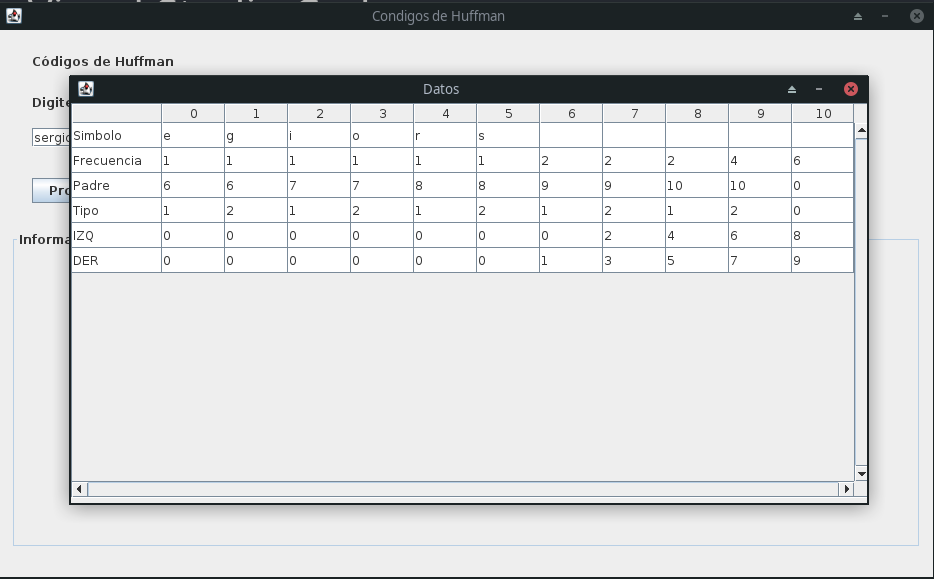 Condigos de Huffman
Códigos de Huffman
Datos
Digite
sergio
Pro
Informa
0 1 2 3 4 5 6 7 8 9 10
Simbolo e g i o r s
Frecuencia 1 1 1 1 1 1 2 2 2 4 6
Padre 6 6 7 7 8 8 9 9 10 10 0
Tipo 1 2 1 2 1 2 1 2 1 2 0
IZQ 0 0 0 0 0 0 0 2 4 6 8
DER 0 0 0 0 0 0 1 3 5 7 9